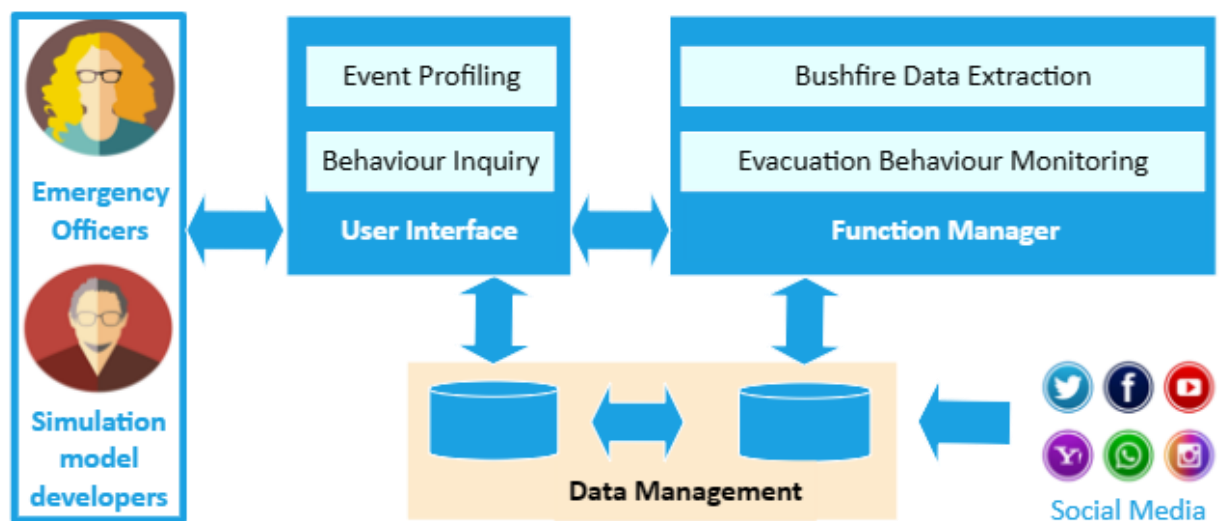 Emergency
Officers
Simulation
model
developers
Event Profiling
Behaviour Inquiry
User Interface
Bushfire Data Extraction
Evacuation Behaviour Monitoring
Function Manager
Data Management
Social Media